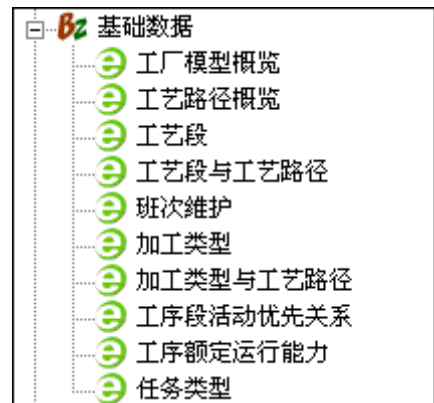 Bz 基础数据
工厂模型概览
工艺路径概览
工艺段
工艺段与工艺路径
班次维护
加工类型
加工类型与工艺路径
工序段活动优先关系
工序额定运行能力
任务类型